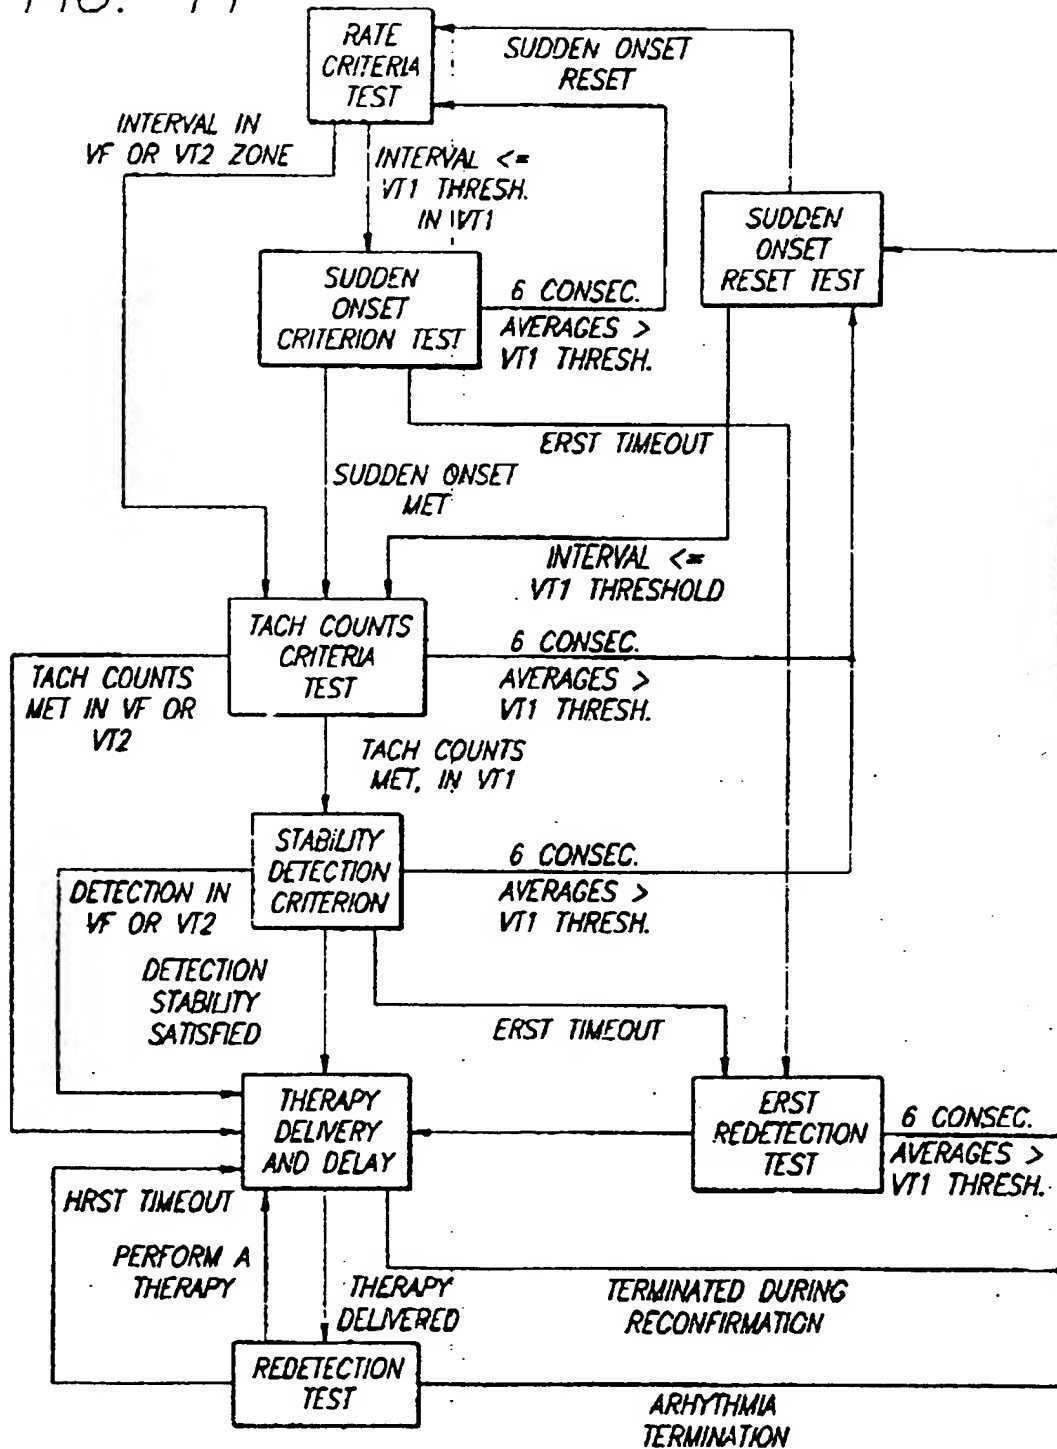 RATE
CRITERIA
TEST
SUDDEN ONSET
RESET
INTERVAL IN
VF OR VT2 ZONE
INTERVAL <=
VT1 THRESH.
IN VT1
SUDDEN
ONSET
RESET TEST
SUDDEN
ONSET
CRITERION TEST
6 CONSEC.
AVERAGES >
VT1 THRESH.
ERST TIMEOUT
SUDDEN ONSET
MET
INTERVAL <=
VT1 THRESHOLD
TACH COUNTS
CRITERIA
TEST
6 CONSEC.
AVERAGES >
VT1 THRESH.
TACH COUNTS
MET IN VF OR
VT2
TACH COUNTS
MET, IN VT1
STABILITY
DETECTION
CRITERION
6 CONSEC.
AVERAGES >
VT1 THRESH.
DETECTION IN
VF OR VT2
DETECTION
STABILITY
SATISFIED
ERST TIMEOUT
THERAPY
DELIVERY
AND DELAY
ERST
REDETECTION
TEST
6 CONSEC.
AVERAGES >
VT1 THRESH.
HRST TIMEOUT
PERFORM A
THERAPY
THERAPY
DELIVERED
TERMINATED DURING
RECONFIRMATION
REDETECTION
TEST
ARHYTHMIA
TERMINATION